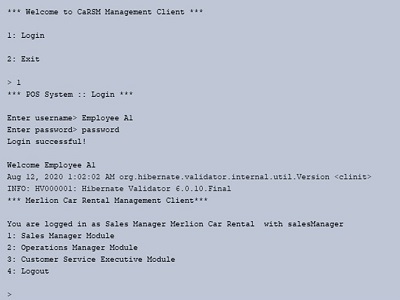 *** Welcome to CaRSM Management Client ***
1: Login
2: Exit
> 1
*** POS System :: Login ***
Enter username> Employee A1
Enter password> password
Login successful!
Welcome Employee A1
Aug 12, 2020 1:02:02 AM org.hibernate.validator.internal.util.Version <clinit>
INFO: HV000001: Hibernate Validator 6.0.10.Final
*** Merlion Car Rental Management Client***
You are logged in as Sales Manager Merlion Car Rental  with salesManager
1: Sales Manager Module
2: Operations Manager Module
3: Customer Service Executive Module
4: Logout
>